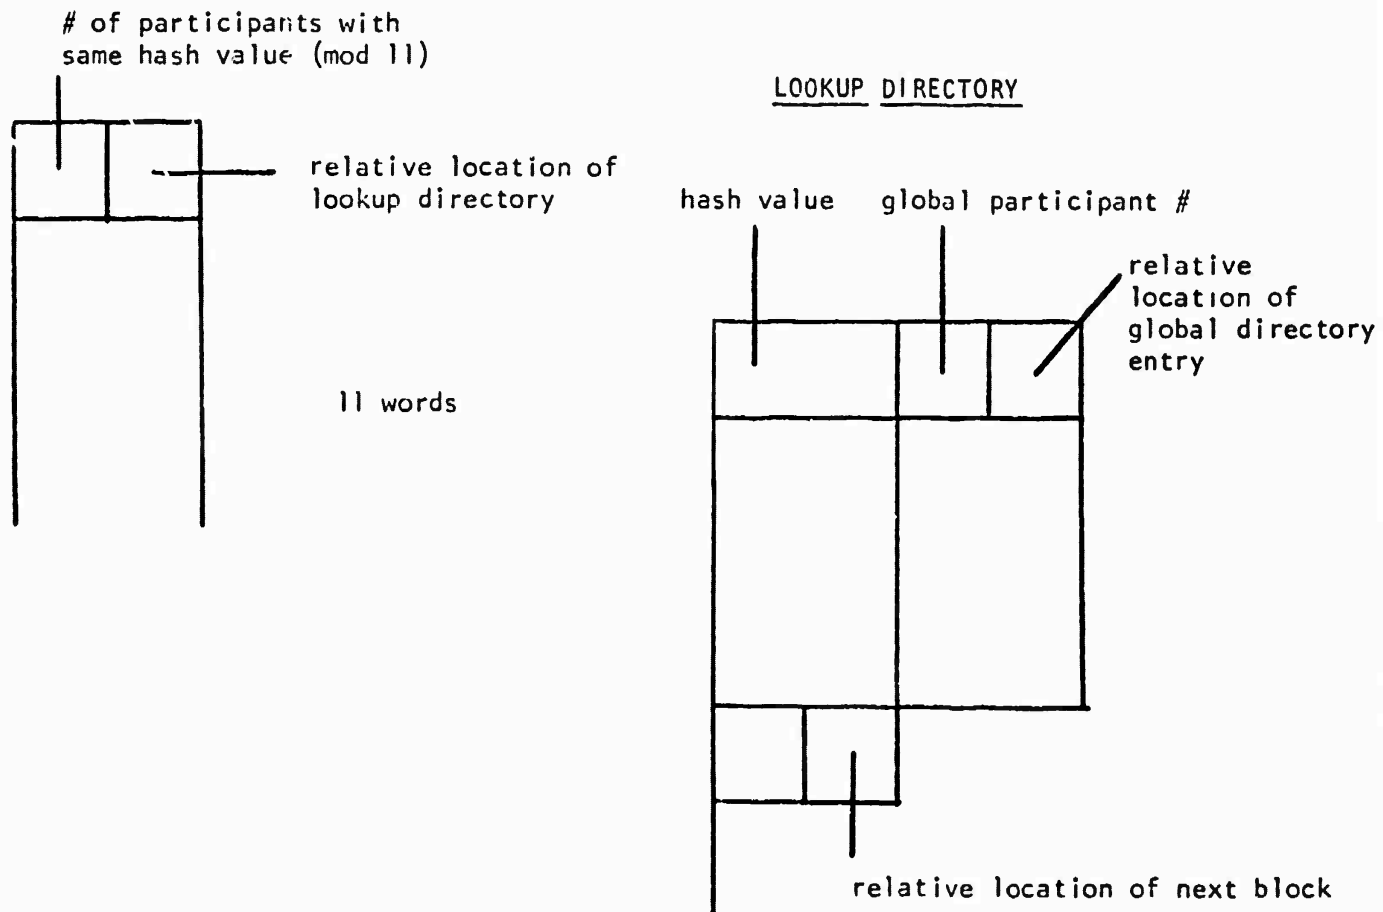 # of participants with
same hash value (mod 11)
LOOKUP DIRECTORY
relative location of
lookup directory
hash value
global participant #
relative
location of
global directory
entry
11 words
relative location of next block